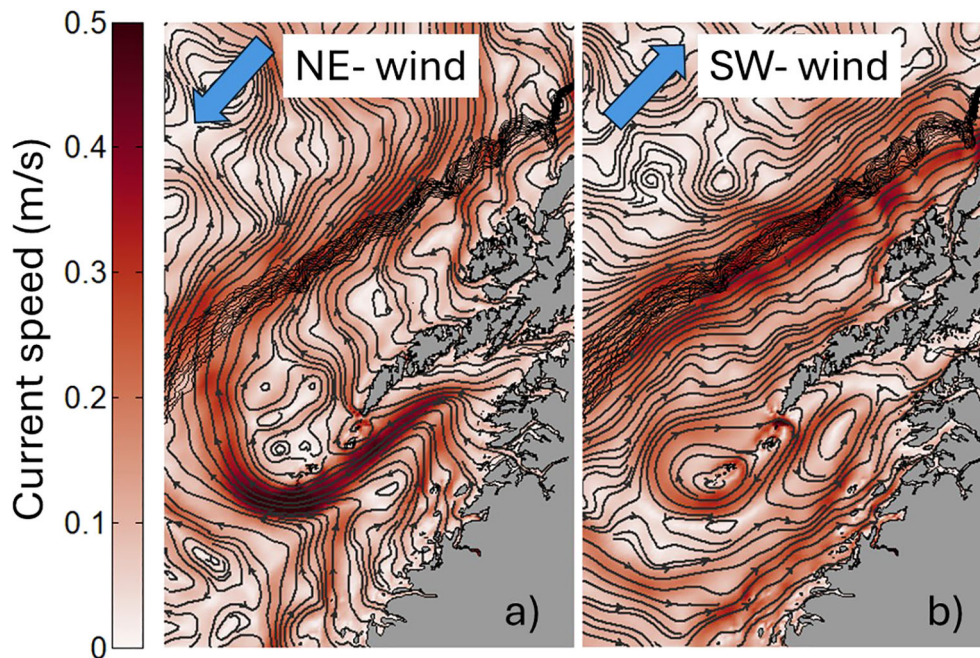 0.5
0.4
0.3
0.2
0.1
0
Current speed (m/s)
NE- wind
a)
SW- wind
b)